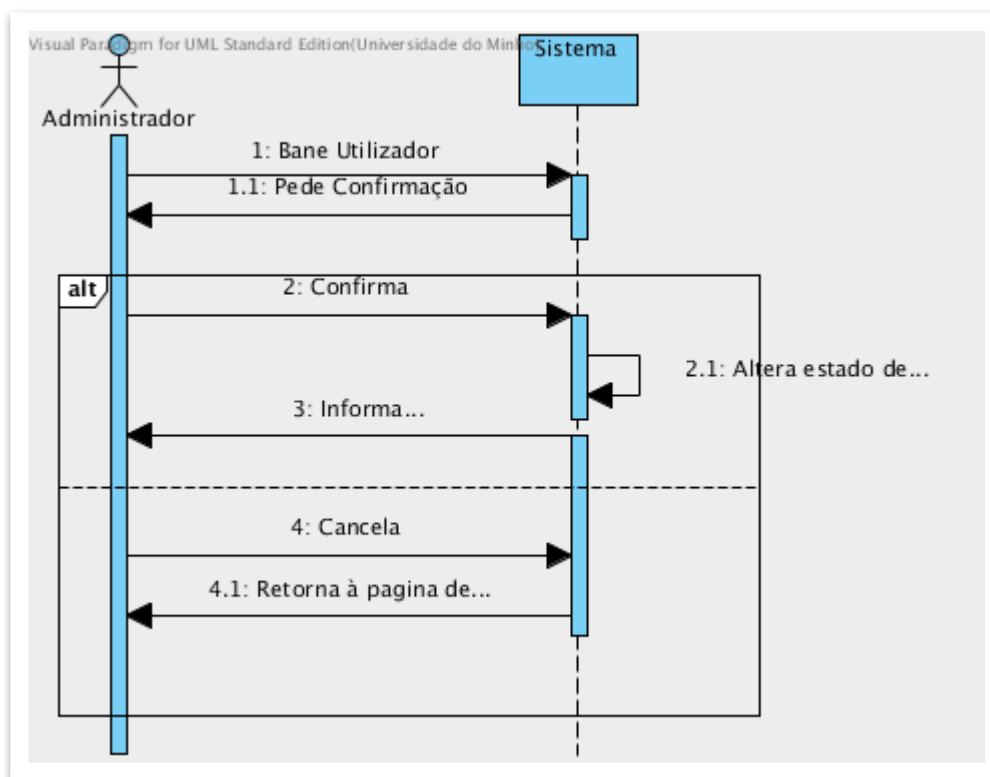 Visual Paradigm for UML Standard Edition(Universidade do Minho
Sistema
Administrador
1: Bane Utilizador
1.1: Pede Confirmação
alt
2: Confirma
2.1: Altera estado de...
3: Informa...
4: Cancela
4.1: Retorna à pagina de...